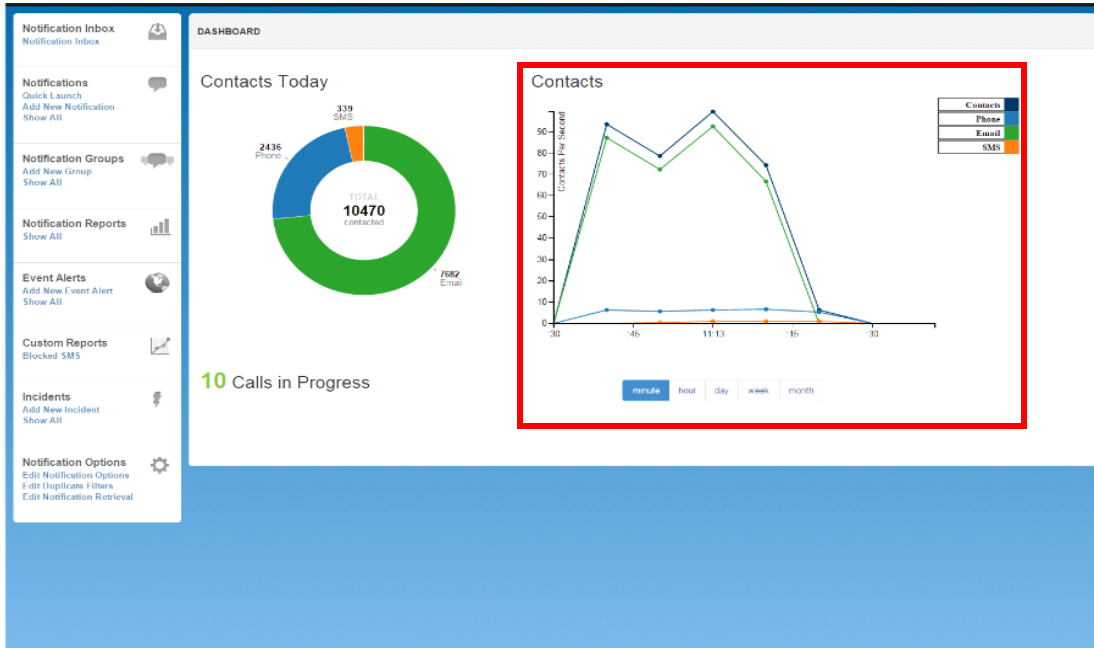 Notification Inbox
Notification Inbox
Notifications
Quick Launch
Add New Notification
Show All
Notification Groups
Add New Group
Show All
Notification Reports
Show All
Event Alerts
Add New Event Alert
Show All
Custom Reports
Blocked SMS
Incidents
Add New Incident
Show All
Notification Options
Edit Notification Options
Edit Duplicate Filters
Edit Notification Retrieval
DASHBOARD
Contacts Today
339
SMS
2436
Phone
TOTAL
10470
contacted
7682
Email
10 Calls in Progress
Contacts
Contacts Per Second
90
80
70
60
50
40
30
20
10
0
:30 :45 11:13 :15 :30
Contacts
Phone
Email
SMS
minute hour day week month